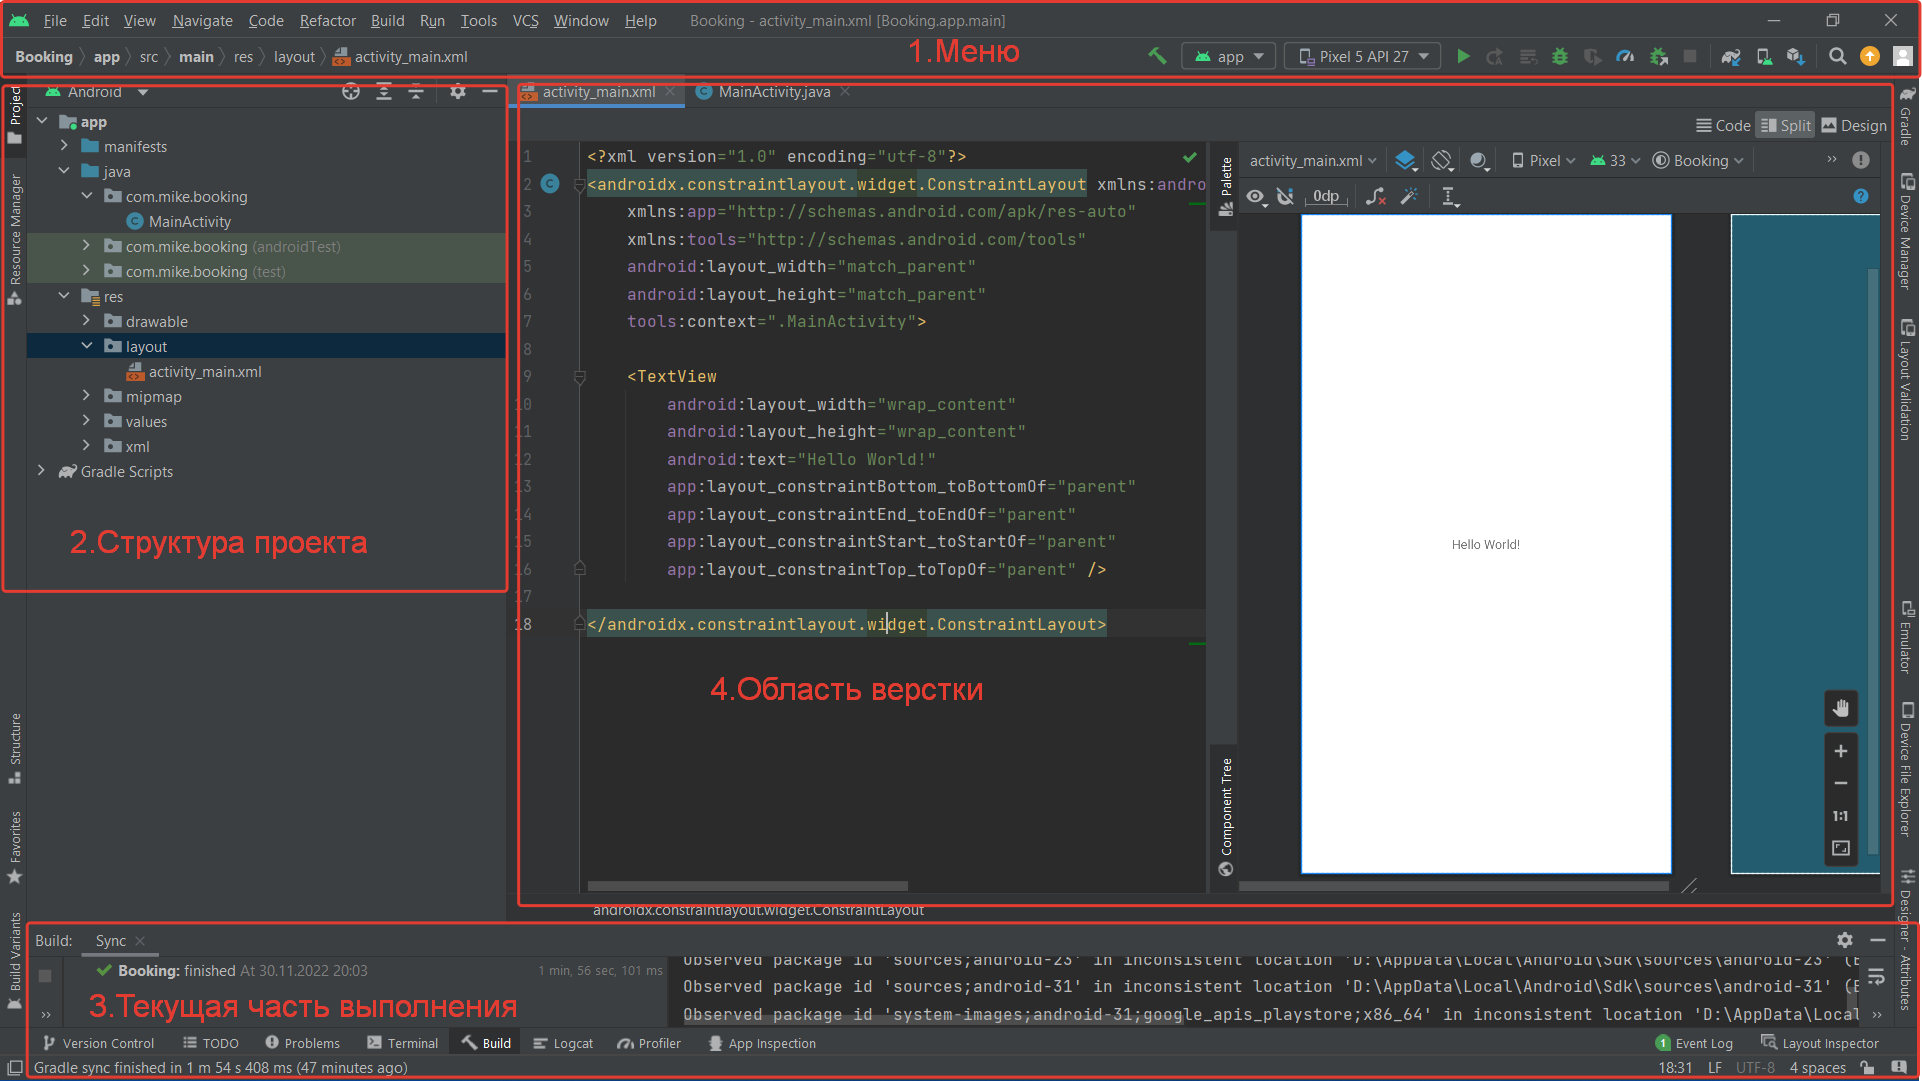 File Edit View Navigate Code Refactor Build Run Tools VCS Window Help Booking - activity_main.xml [Booking.app.main]
Booking app src main res layout activity_main.xml
1.Меню
app Pixel 5 API 27
Project
Resource Manager
Structure
Favorites
Build Variants
Android
app
manifests
java
com.mike.booking
MainActivity
com.mike.booking (androidTest)
com.mike.booking (test)
res
drawable
layout
activity_main.xml
mipmap
values
xml
Gradle Scripts
2.Структура проекта
activity_main.xml MainActivity.java
Code Split Design
1 <?xml version="1.0" encoding="utf-8"?>
2 <androidx.constraintlayout.widget.ConstraintLayout xmlns:andro
3 xmlns:app="http://schemas.android.com/apk/res-auto"
4 xmlns:tools="http://schemas.android.com/tools"
5 android:layout_width="match_parent"
6 android:layout_height="match_parent"
7 tools:context=".MainActivity">
8
9 <TextView
10 android:layout_width="wrap_content"
11 android:layout_height="wrap_content"
12 android:text="Hello World!"
13 app:layout_constraintBottom_toBottomOf="parent"
14 app:layout_constraintEnd_toEndOf="parent"
15 app:layout_constraintStart_toStartOf="parent"
16 app:layout_constraintTop_toTopOf="parent" />
17
18 </androidx.constraintlayout.widget.ConstraintLayout>
4.Область верстки
androidx.constraintlayout.widget.ConstraintLayout
Palette
Component Tree
activity_main.xml Pixel 33 Booking
0dp
Hello World!
1:1
Gradle
Device Manager
Layout Validation
Emulator
Device File Explorer
Designer - Attributes
Build: Sync
Booking: finished At 30.11.2022 20:03 1 min, 56 sec, 101 ms
3.Текущая часть выполнения
Observed package id 'sources;android-23' in inconsistent location 'D:\AppData\Local\Android\Sdk\sources\android-23' (E
Observed package id 'sources;android-31' in inconsistent location 'D:\AppData\Local\Android\Sdk\sources\android-31' (E
Observed package id 'system-images;android-31;google_apis_playstore;x86_64' in inconsistent location 'D:\AppData\Local
Version Control TODO Problems Terminal Build Logcat Profiler App Inspection 1 Event Log Layout Inspector
Gradle sync finished in 1 m 54 s 408 ms (47 minutes ago) 18:31 LF UTF-8 4 spaces